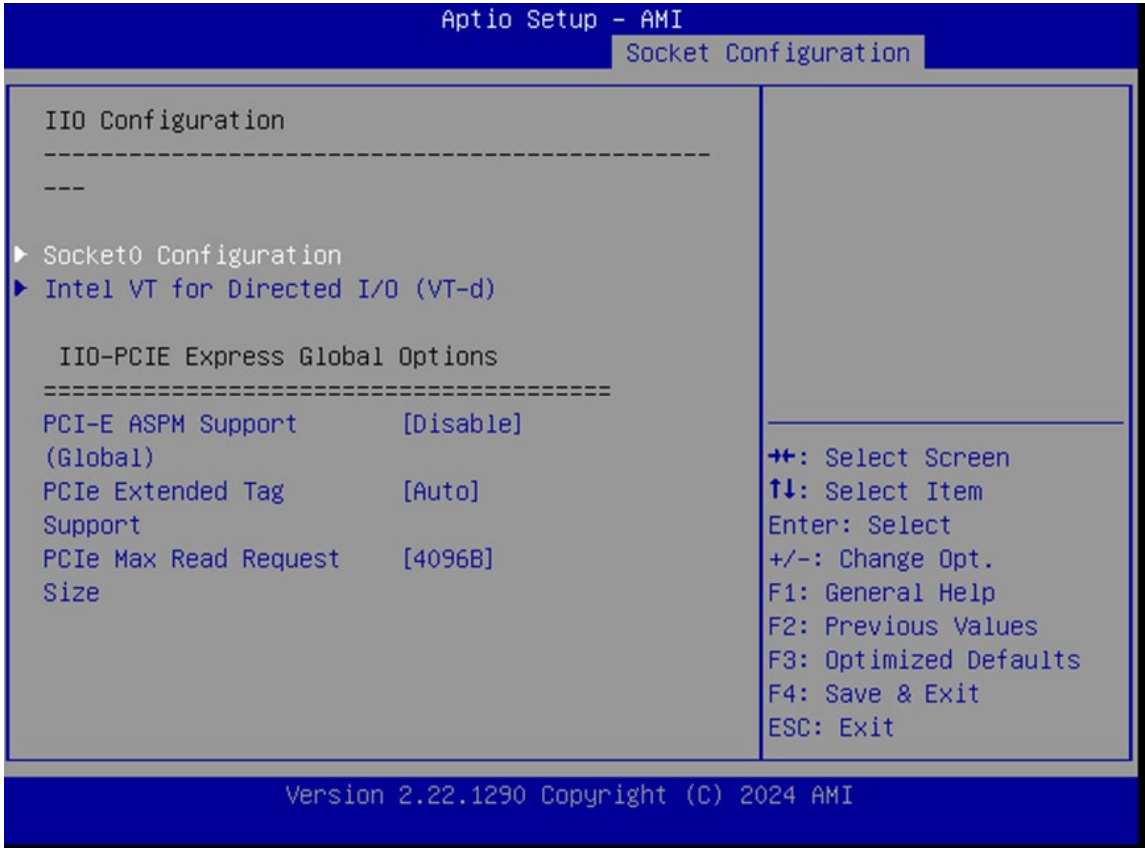 Aptio Setup – AMI
Socket Configuration
IIO Configuration
-----------------------------------------------
---
Socket0 Configuration
Intel VT for Directed I/O (VT-d)
IIO-PCIE Express Global Options
========================================
PCI-E ASPM Support [Disable]
(Global)
PCIe Extended Tag [Auto]
Support
PCIe Max Read Request [4096B]
Size
→←: Select Screen
↑↓: Select Item
Enter: Select
+/-: Change Opt.
F1: General Help
F2: Previous Values
F3: Optimized Defaults
F4: Save & Exit
ESC: Exit
Version 2.22.1290 Copyright (C) 2024 AMI